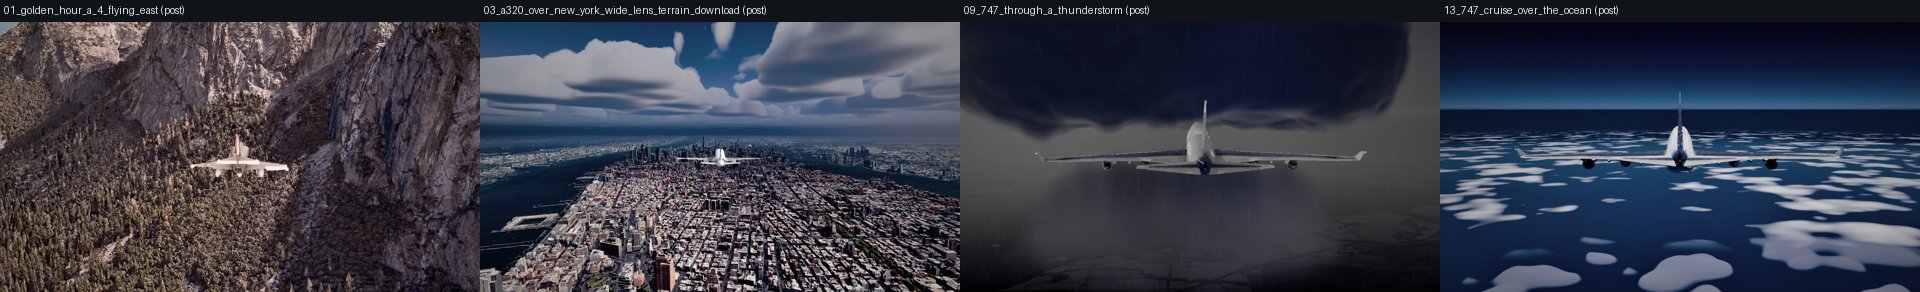 01_golden_hour_a_4_flying_east (post)
03_a320_over_new_york_wide_lens_terrain_download (post)
09_747_through_a_thunderstorm (post)
13_747_cruise_over_the_ocean (post)